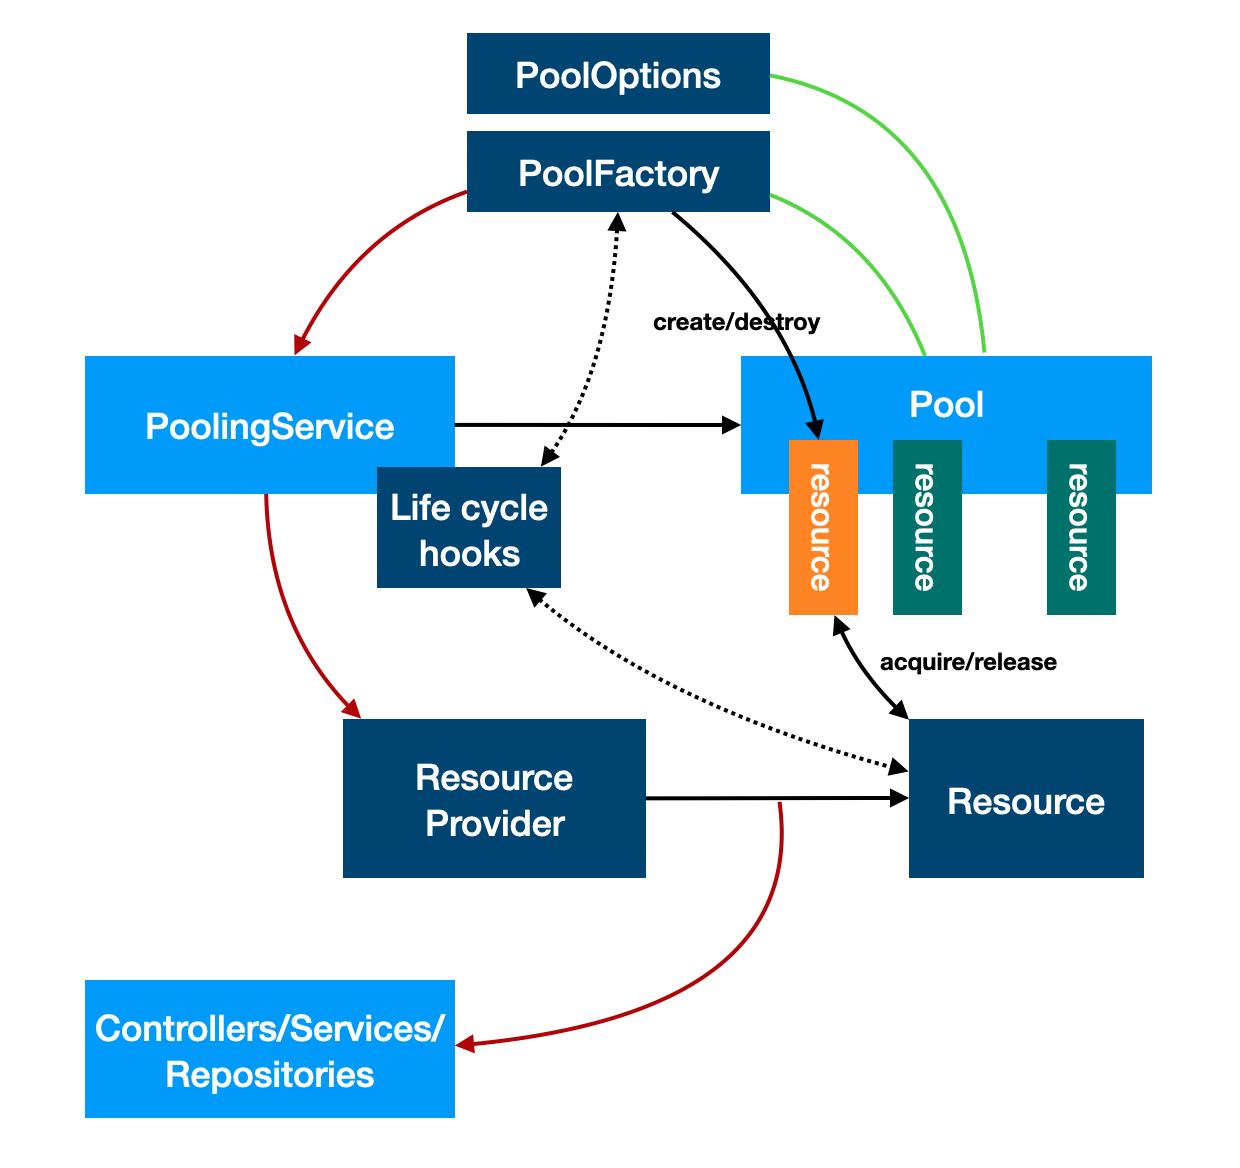 PoolOptions
PoolFactory
create/destroy
PoolingService
Pool
Life cycle
hooks
resource
resource
resource
acquire/release
Resource
Provider
Resource
Controllers/Services/
Repositories